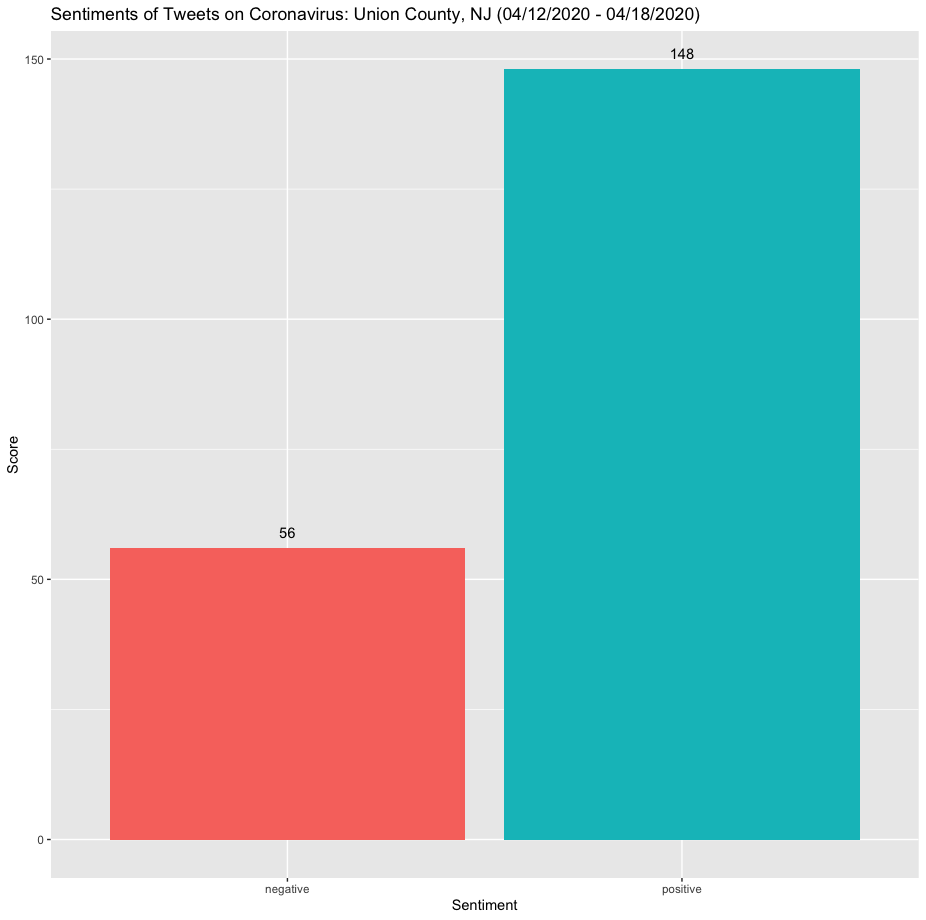 Sentiments of Tweets on Coronavirus: Union County, NJ (04/12/2020 - 04/18/2020)
148
150
100
Score
56
50
0
negative positive
Sentiment